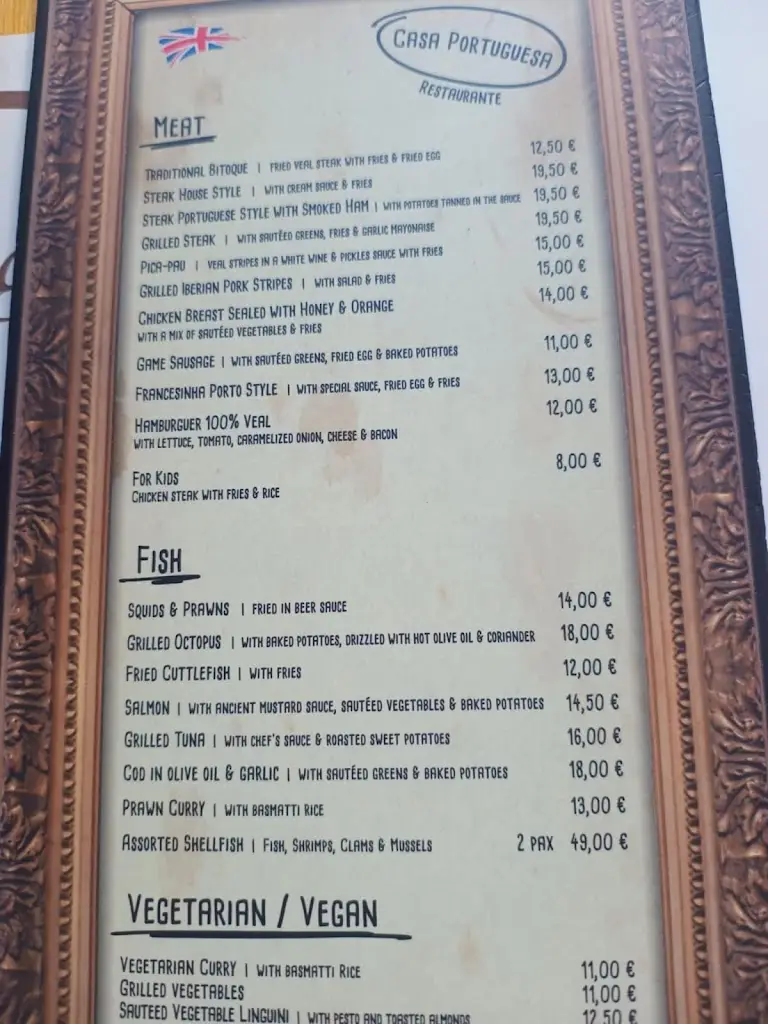 CASA PORTUGUESA
RESTAURANTE
MEAT
TRADITIONAL BITOQUE | FRIED VEAL STEAK WITH FRIES & FRIED EGG 12,50 €
STEAK HOUSE STYLE | WITH CREAM SAUCE & FRIES 19,50 €
STEAK PORTUGUESE STYLE WITH SMOKED HAM | WITH POTATOES TANNED IN THE SAUCE 19,50 €
GRILLED STEAK | WITH SAUTÉED GREENS, FRIES & GARLIC MAYONAISE 19,50 €
PICA-PAU | VEAL STRIPES IN A WHITE WINE & PICKLES SAUCE WITH FRIES 15,00 €
GRILLED IBERIAN PORK STRIPES | WITH SALAD & FRIES 15,00 €
CHICKEN BREAST SEALED WITH HONEY & ORANGE 14,00 €
WITH A MIX OF SAUTÉED VEGETABLES & FRIES
GAME SAUSAGE | WITH SAUTÉED GREENS, FRIED EGG & BAKED POTATOES 11,00 €
FRANCESINHA PORTO STYLE | WITH SPECIAL SAUCE, FRIED EGG & FRIES 13,00 €
HAMBURGUER 100% VEAL 12,00 €
WITH LETTUCE, TOMATO, CARAMELIZED ONION, CHEESE & BACON
FOR KIDS 8,00 €
CHICKEN STEAK WITH FRIES & RICE
FISH
SQUIDS & PRAWNS | FRIED IN BEER SAUCE 14,00 €
GRILLED OCTOPUS | WITH BAKED POTATOES, DRIZZLED WITH HOT OLIVE OIL & CORIANDER 18,00 €
FRIED CUTTLEFISH | WITH FRIES 12,00 €
SALMON | WITH ANCIENT MUSTARD SAUCE, SAUTÉED VEGETABLES & BAKED POTATOES 14,50 €
GRILLED TUNA | WITH CHEF'S SAUCE & ROASTED SWEET POTATOES 16,00 €
COD IN OLIVE OIL & GARLIC | WITH SAUTÉED GREENS & BAKED POTATOES 18,00 €
PRAWN CURRY | WITH BASMATTI RICE 13,00 €
ASSORTED SHELLFISH | FISH, SHRIMPS, CLAMS & MUSSELS 2 PAX 49,00 €
VEGETARIAN / VEGAN
VEGETARIAN CURRY | WITH BASMATTI RICE 11,00 €
GRILLED VEGETABLES 11,00 €
SAUTEED VEGETABLE LINGUINI | WITH PESTO AND TOASTED ALMONDS 12,50 €